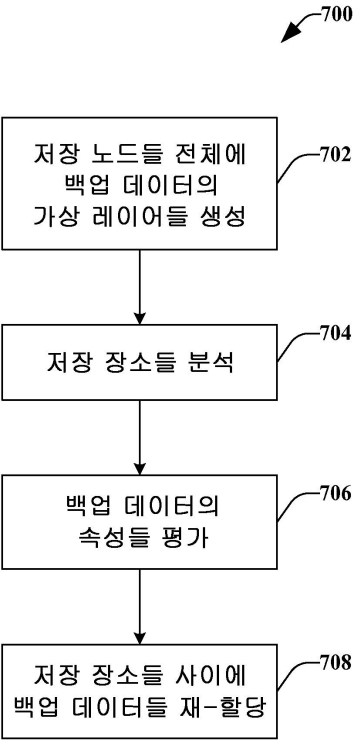 700
저장 노드들 전체에
백업 데이터의
가상 레이어들 생성
702
저장 장소들 분석
704
백업 데이터의
속성들 평가
706
저장 장소들 사이에
백업 데이터들 재-할당
708